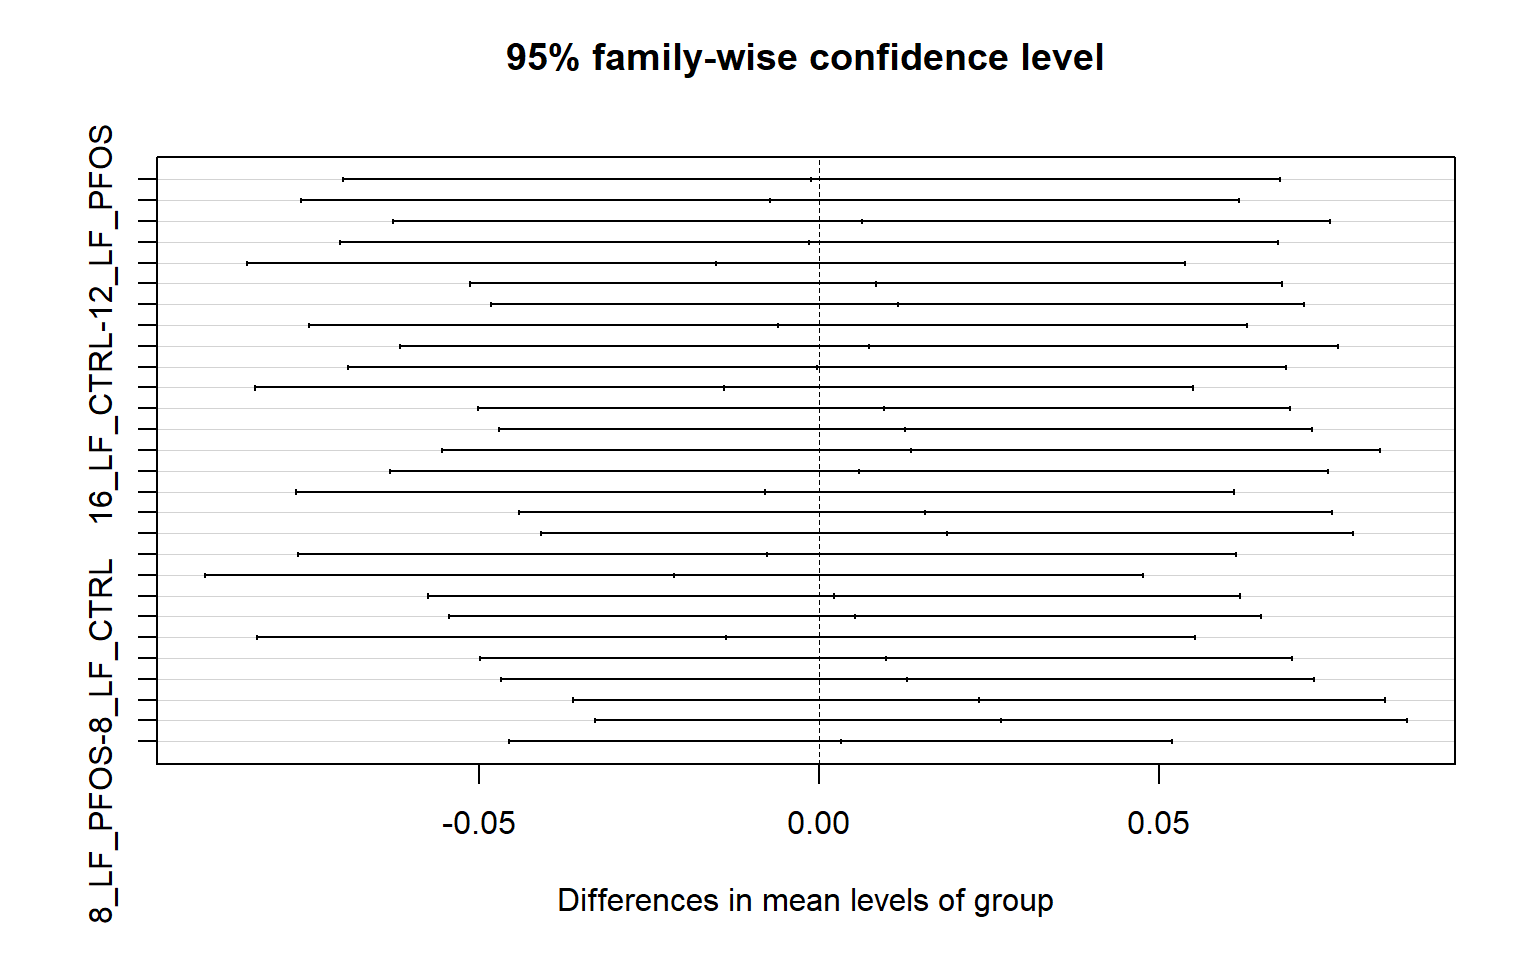 95% family-wise confidence level
16_LF_CTRL-12_LF_PFOS
8_LF_PFOS-8_LF_CTRL
-0.05 0.00 0.05
Differences in mean levels of group